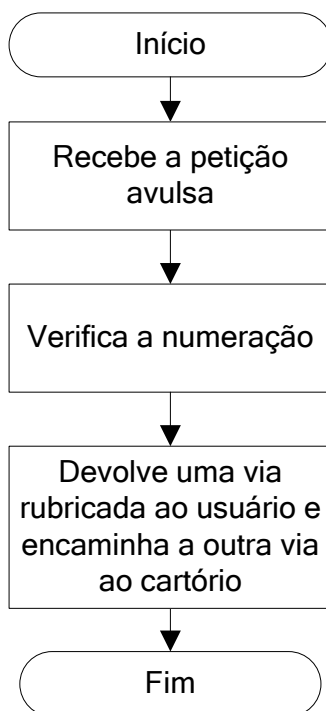 Início
Recebe a petição
avulsa
Verifica a numeração
Devolve uma via
rubricada ao usuário e
encaminha a outra via
ao cartório
Fim